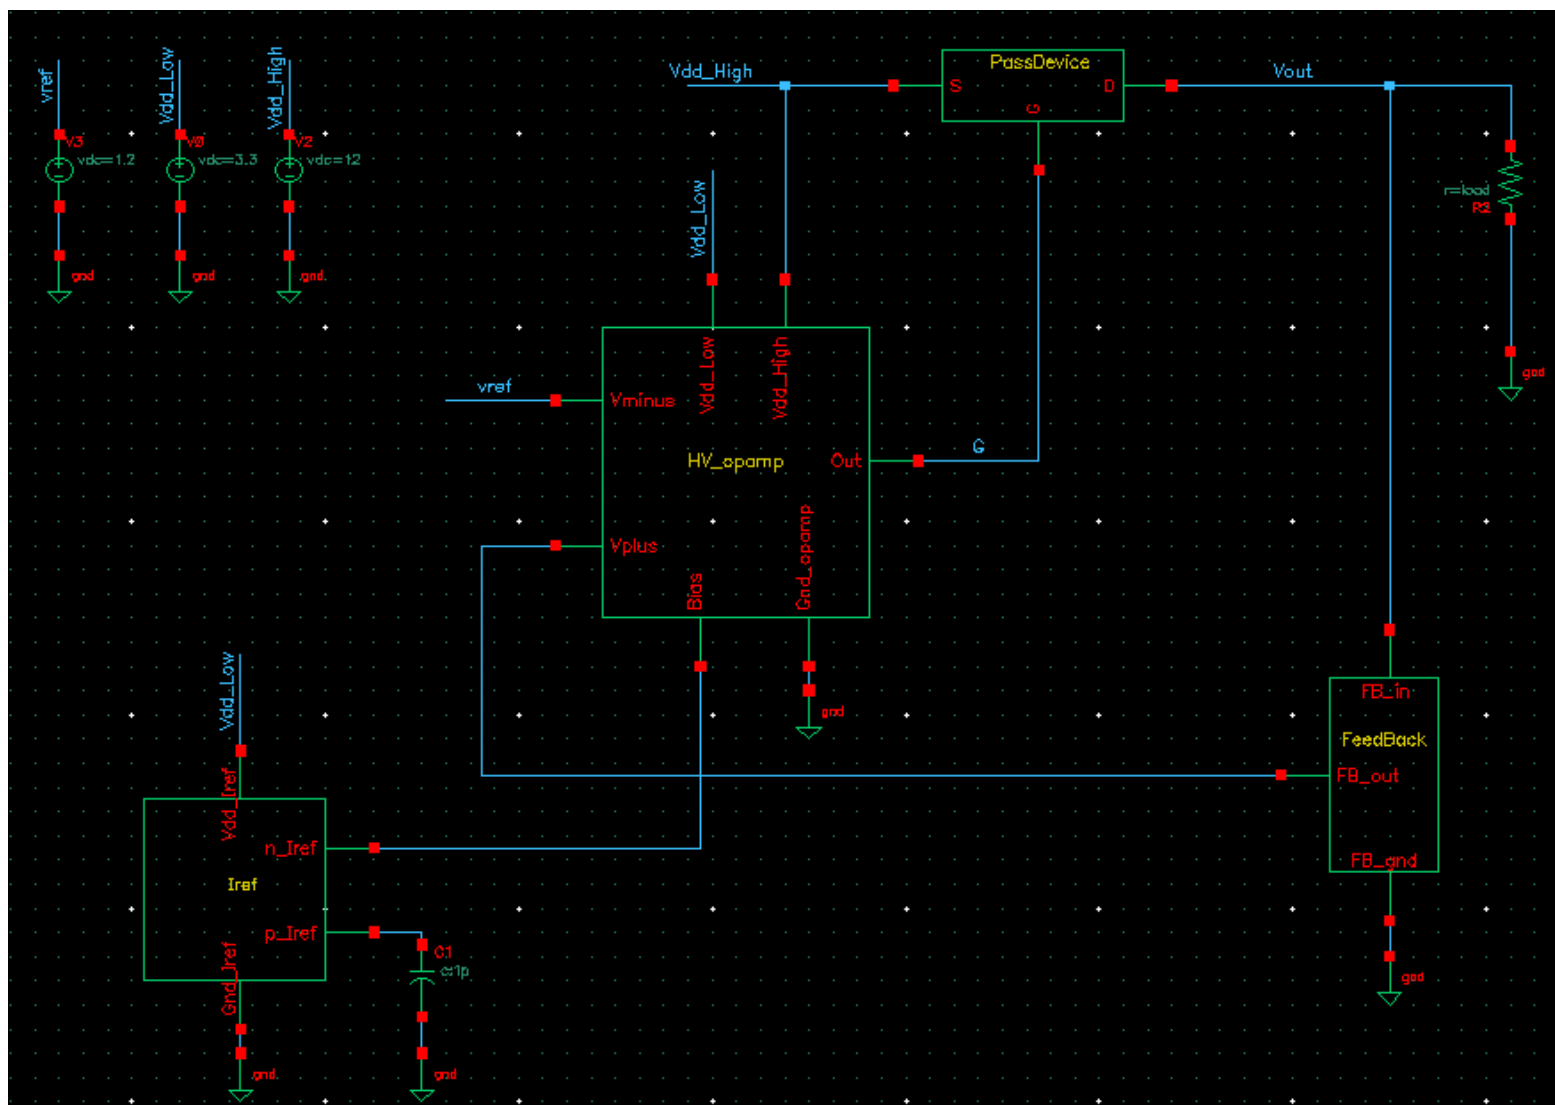 vref
V3
vdc=1.2
gnd
Vdd_Low
V0
vdc=3.3
gnd
Vdd_High
V2
vdc=12
gnd
Vdd_High
PassDevice
S
D
G
Vout
r=load
R2
gnd
Vdd_Low
vref
Vminus
Vdd_Low
Vdd_High
HV_opamp
Out
G
Vplus
Bias
Gnd_opamp
gnd
FB_in
FeedBack
FB_out
FB_gnd
gnd
Vdd_Low
Vdd_Iref
n_Iref
Iref
p_Iref
Gnd_Iref
gnd
C1
c=1p
gnd